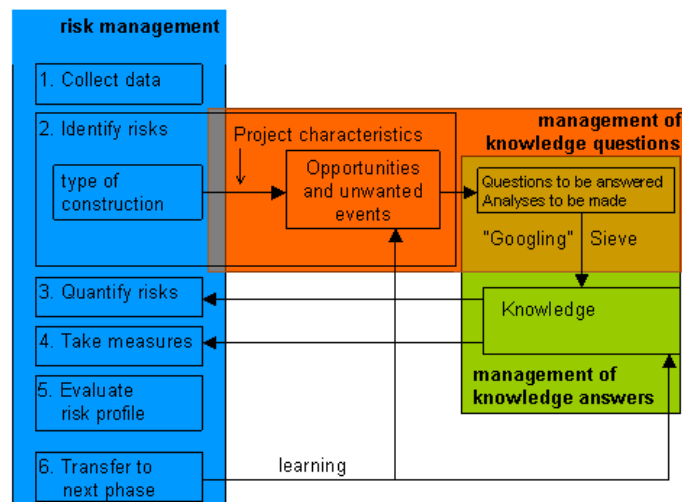 risk management
1. Collect data
2. Identify risks
type of
construction
Project characteristics
Opportunities
and unwanted
events
management of
knowledge questions
Questions to be answered
Analyses to be made
"Googling" Sieve
3. Quantify risks
Knowledge
4. Take measures
management of
knowledge answers
5. Evaluate
risk profile
6. Transfer to
next phase
learning